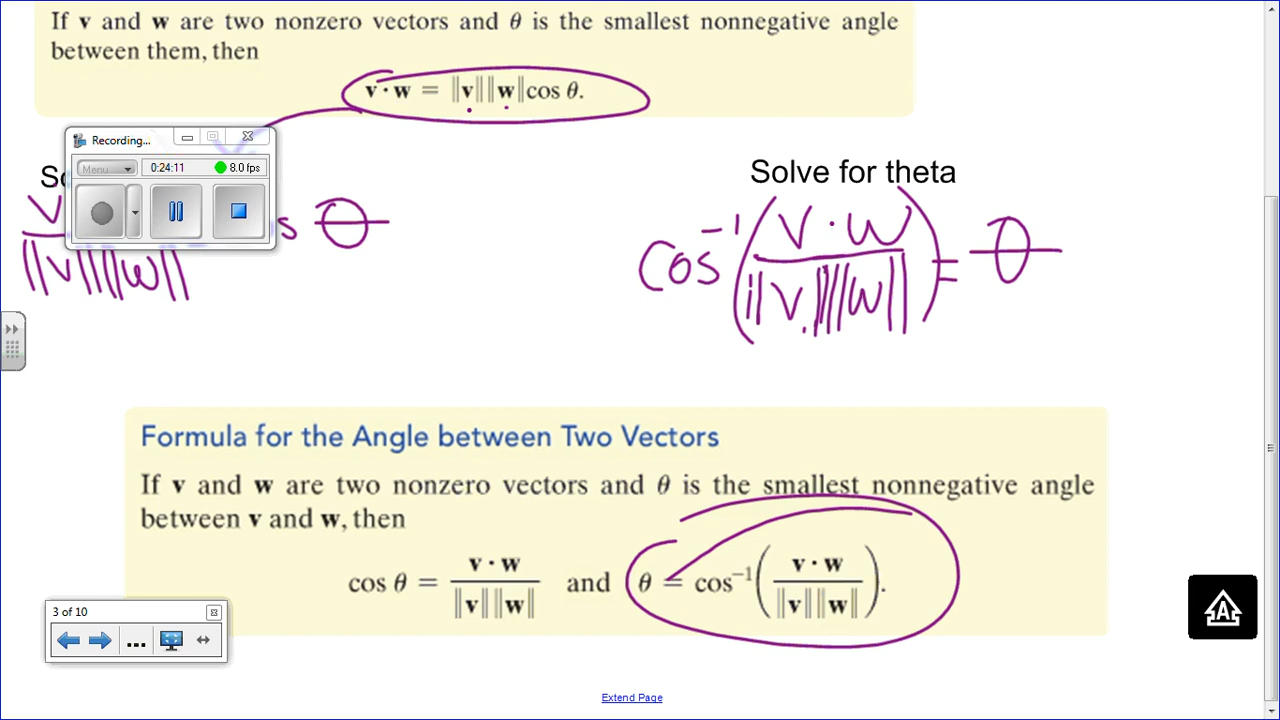 If v and w are two nonzero vectors and θ is the smallest nonnegative angle
between them, then
v · w = ‖v‖ ‖w‖ cos θ.
Recording...
Menu
0:24:11
8.0 fps
Solve for theta
V
‖V‖‖W‖
θ
cos⁻¹(V · W / ‖V‖‖W‖) = θ
Formula for the Angle between Two Vectors
If v and w are two nonzero vectors and θ is the smallest nonnegative angle
between v and w, then
cos θ = v · w / ‖v‖ ‖w‖ and θ = cos⁻¹(v · w / ‖v‖ ‖w‖).
3 of 10
...
Extend Page